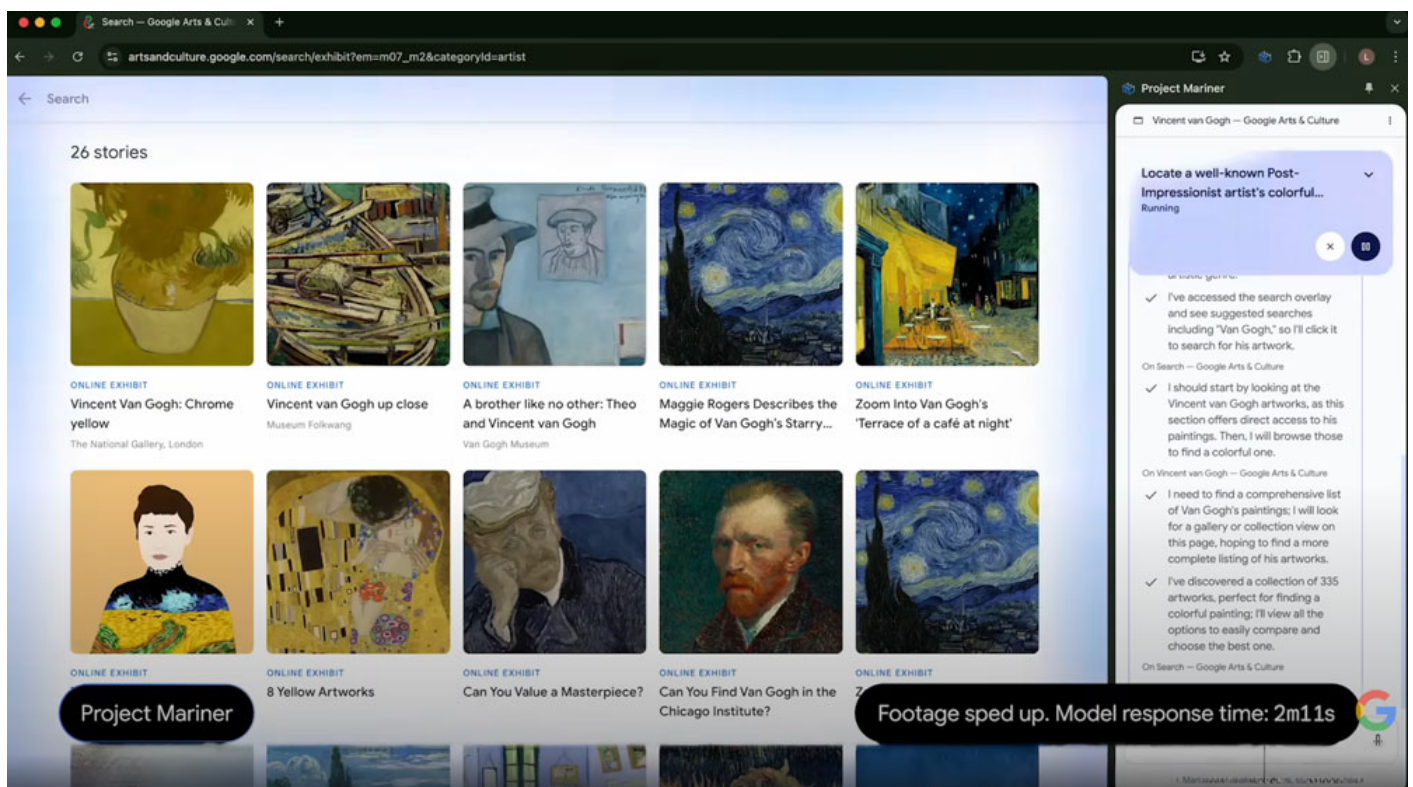 Search — Google Arts & Cult
artsandculture.google.com/search/exhibit?em=m07_m2&categoryId=artist
L
Search
26 stories
ONLINE EXHIBIT
Vincent Van Gogh: Chrome
yellow
The National Gallery, London
ONLINE EXHIBIT
Vincent van Gogh up close
Museum Folkwang
ONLINE EXHIBIT
A brother like no other: Theo
and Vincent van Gogh
Van Gogh Museum
ONLINE EXHIBIT
Maggie Rogers Describes the
Magic of Van Gogh's Starry...
ONLINE EXHIBIT
Zoom Into Van Gogh's
'Terrace of a café at night'
ONLINE EXHIBIT
ONLINE EXHIBIT
8 Yellow Artworks
ONLINE EXHIBIT
Can You Value a Masterpiece?
ONLINE EXHIBIT
Can You Find Van Gogh in the
Chicago Institute?
ONLINE EXHIBIT
Project Mariner
Vincent van Gogh — Google Arts & Culture
Locate a well-known Post-
Impressionist artist's colorful...
Running
artistic genre.
I've accessed the search overlay
and see suggested searches
including "Van Gogh," so I'll click it
to search for his artwork.
On Search — Google Arts & Culture
I should start by looking at the
Vincent van Gogh artworks, as this
section offers direct access to his
paintings. Then, I will browse those
to find a colorful one.
On Vincent van Gogh — Google Arts & Culture
I need to find a comprehensive list
of Van Gogh's paintings; I will look
for a gallery or collection view on
this page, hoping to find a more
complete listing of his artworks.
I've discovered a collection of 335
artworks, perfect for finding a
colorful painting; I'll view all the
options to easily compare and
choose the best one.
On Search — Google Arts & Culture
Project Mariner
Footage sped up. Model response time: 2m11s